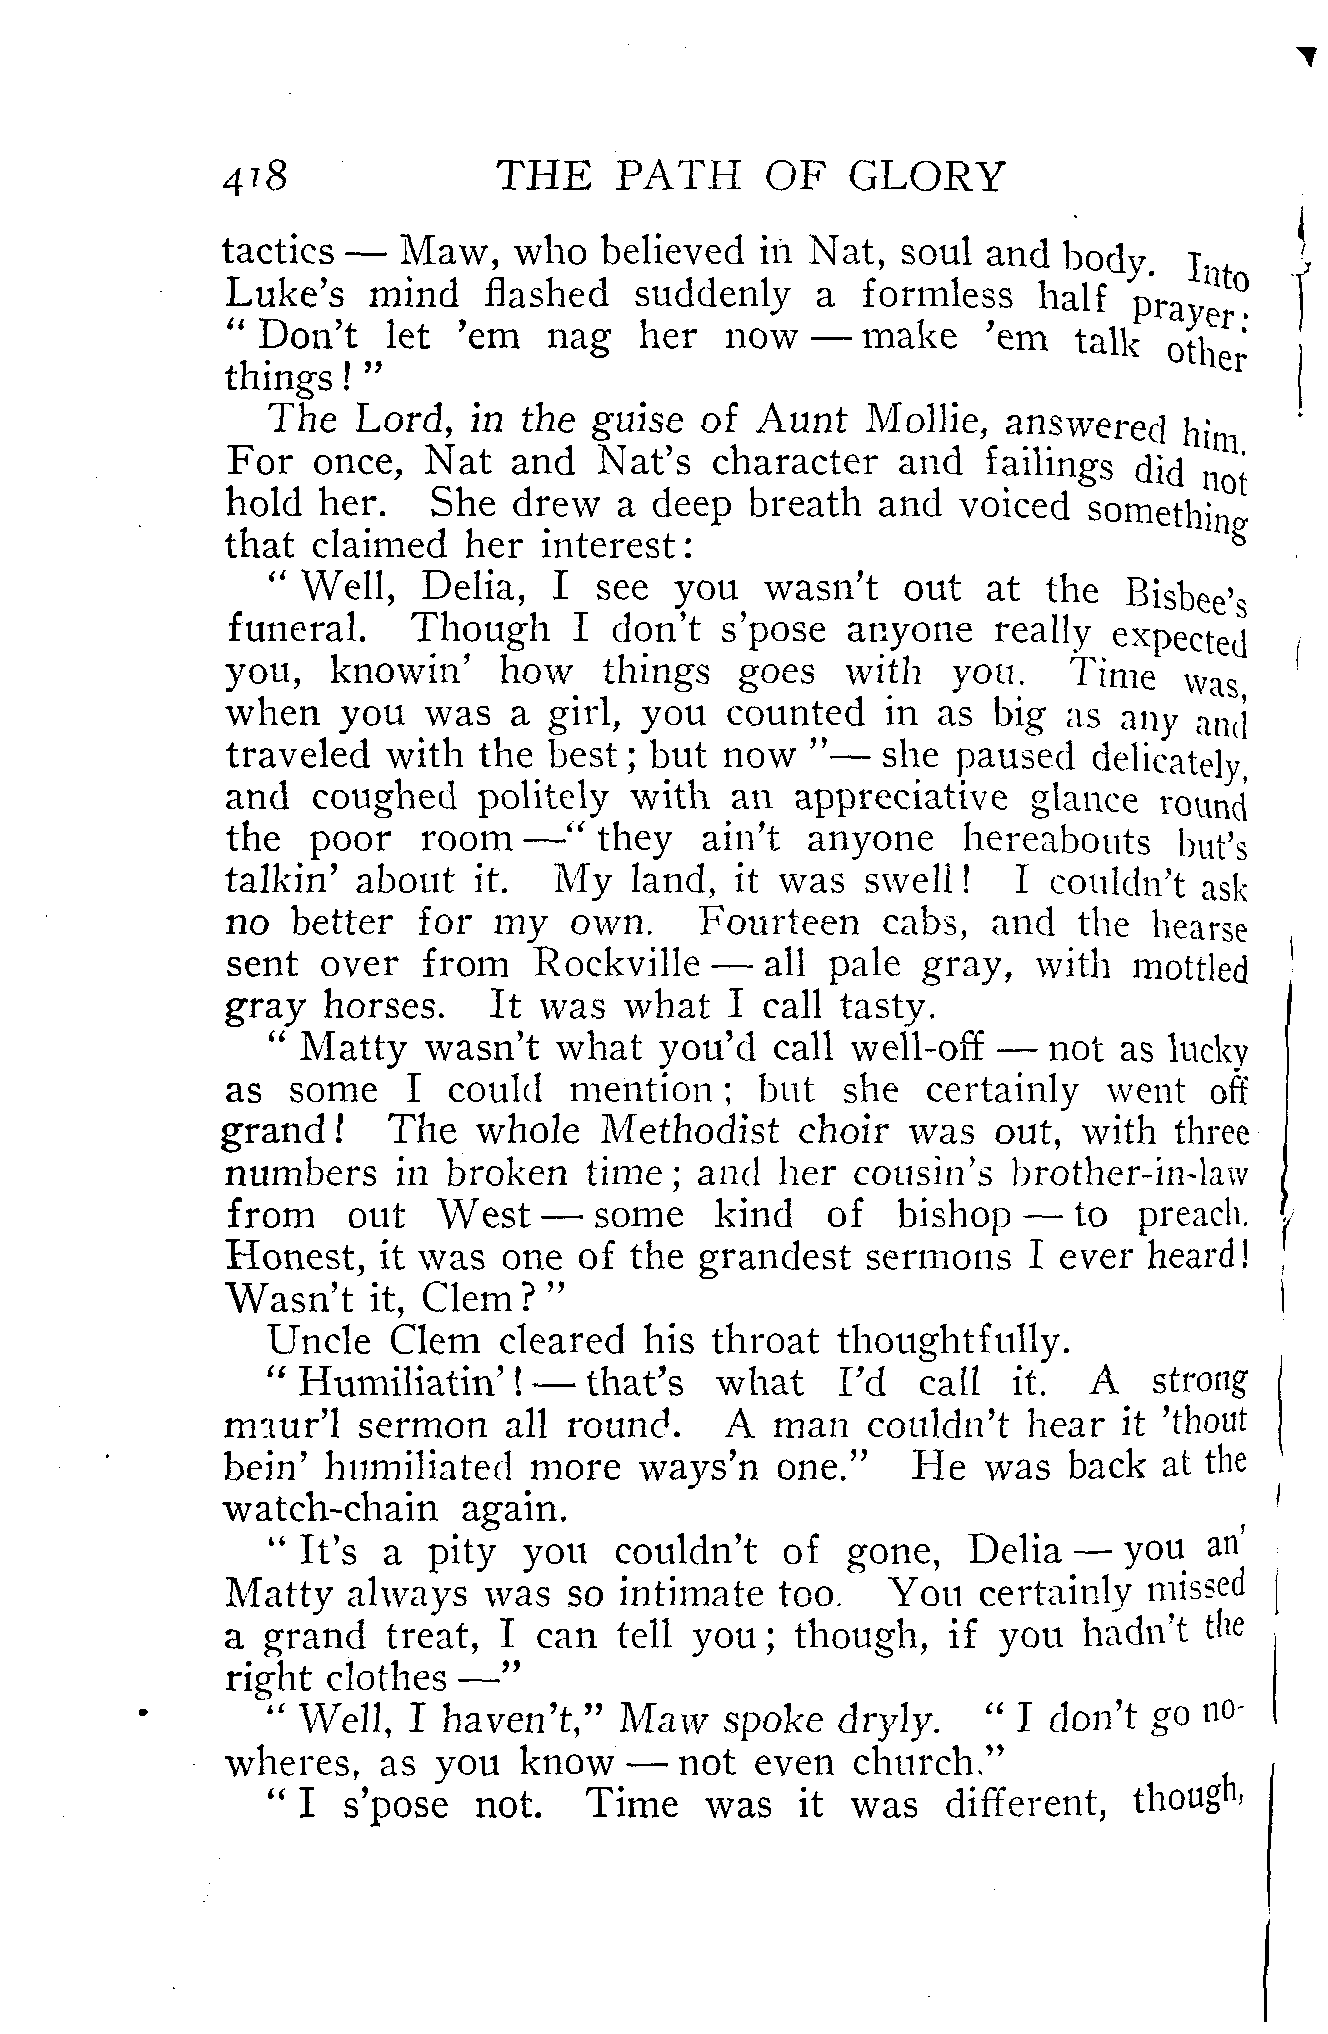 418 THE PATH OF GLORY
tactics — Maw, who believed in Nat, soul and body. Into
Luke's mind flashed suddenly a formless half prayer:
“ Don't let 'em nag her now — make 'em talk other
things ! ”
The Lord, in the guise of Aunt Mollie, answered him.
For once, Nat and Nat's character and failings did not
hold her. She drew a deep breath and voiced something
that claimed her interest :
“ Well, Delia, I see you wasn't out at the Bisbee's
funeral. Though I don't s'pose anyone really expected
you, knowin' how things goes with you. Time was,
when you was a girl, you counted in as big as any and
traveled with the best ; but now ”— she paused delicately,
and coughed politely with an appreciative glance round
the poor room —“ they ain't anyone hereabouts but's
talkin' about it. My land, it was swell ! I couldn't ask
no better for my own. Fourteen cabs, and the hearse
sent over from Rockville — all pale gray, with mottled
gray horses. It was what I call tasty.
“ Matty wasn't what you'd call well-off — not as lucky
as some I could mention ; but she certainly went off
grand ! The whole Methodist choir was out, with three
numbers in broken time ; and her cousin's brother-in-law
from out West — some kind of bishop — to preach.
Honest, it was one of the grandest sermons I ever heard!
Wasn't it, Clem ? ”
Uncle Clem cleared his throat thoughtfully.
“ Humiliatin' ! — that's what I'd call it. A strong
maur'l sermon all round. A man couldn't hear it 'thout
bein' humiliated more ways'n one.” He was back at the
watch-chain again.
“ It's a pity you couldn't of gone, Delia — you an'
Matty always was so intimate too. You certainly missed
a grand treat, I can tell you ; though, if you hadn't the
right clothes —”
“ Well, I haven't,” Maw spoke dryly. “ I don't go no-
wheres, as you know — not even church.”
“ I s'pose not. Time was it was different, though,